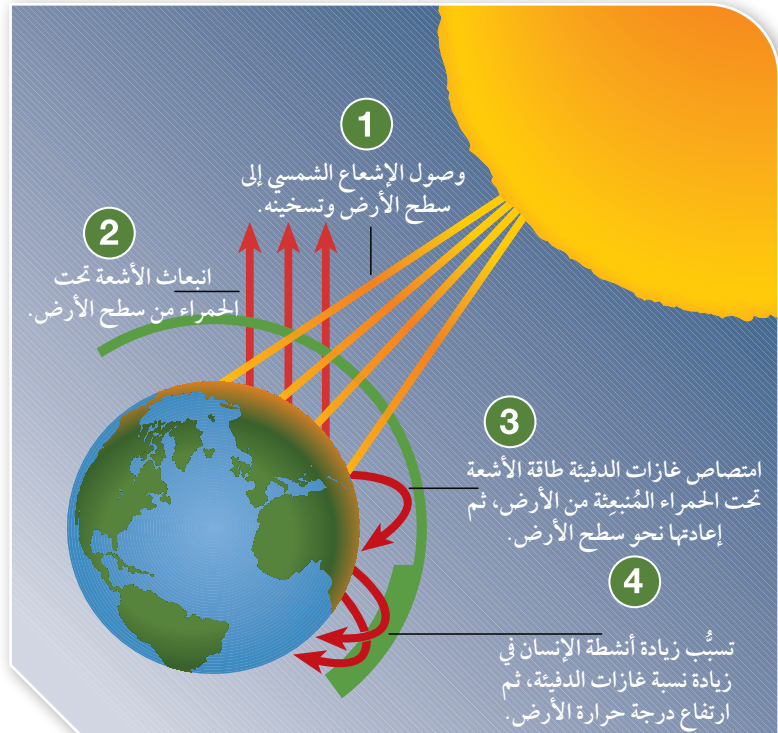 1
وصول الإشعاع الشمسي إلى
سطح الأرض وتسخينه.
2
انبعاث الأشعة تحت
الحمراء من سطح الأرض.
3
امتصاص غازات الدفيئة طاقة الأشعة
تحت الحمراء المُنبعِثة من الأرض، ثم
إعادتها نحو سطح الأرض.
4
تسبُّب زيادة أنشطة الإنسان في
زيادة نسبة غازات الدفيئة، ثم
ارتفاع درجة حرارة الأرض.